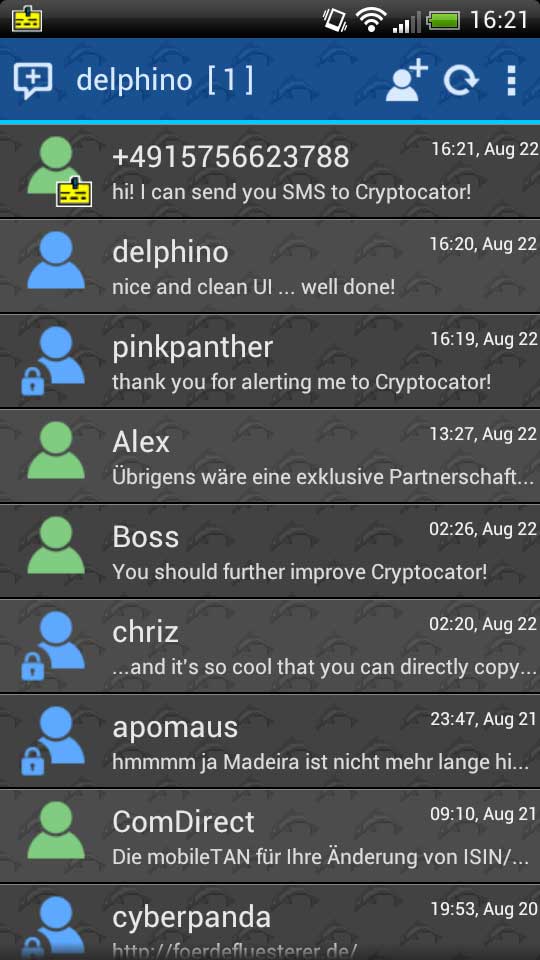 16:21
delphino [ 1 ]
+4915756623788
16:21, Aug 22
hi! I can send you SMS to Cryptocator!
delphino
16:20, Aug 22
nice and clean UI ... well done!
pinkpanther
16:19, Aug 22
thank you for alerting me to Cryptocator!
Alex
13:27, Aug 22
Übrigens wäre eine exklusive Partnerschaft...
Boss
02:26, Aug 22
You should further improve Cryptocator!
chriz
02:20, Aug 22
...and it's so cool that you can directly copy...
apomaus
23:47, Aug 21
hmmmm ja Madeira ist nicht mehr lange hi...
ComDirect
09:10, Aug 21
Die mobileTAN für Ihre Änderung von ISIN/...
cyberpanda
19:53, Aug 20
http://foerdefluesterer.de/